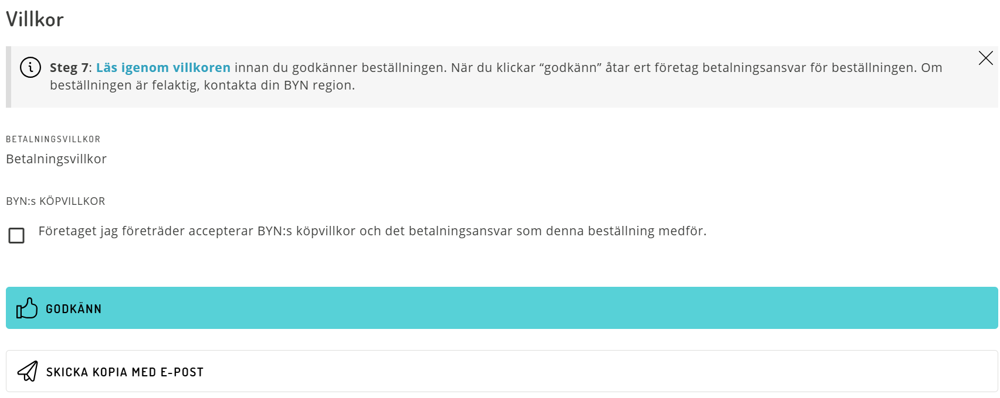 Villkor
Steg 7: Läs igenom villkoren innan du godkänner beställningen. När du klickar “godkänn” åtar ert företag betalningsansvar för beställningen. Om
beställningen är felaktig, kontakta din BYN region.
BETALNINGSVILLKOR
Betalningsvillkor
BYN:s KÖPVILLKOR
Företaget jag företräder accepterar BYN:s köpvillkor och det betalningsansvar som denna beställning medför.
GODKÄNN
SKICKA KOPIA MED E-POST